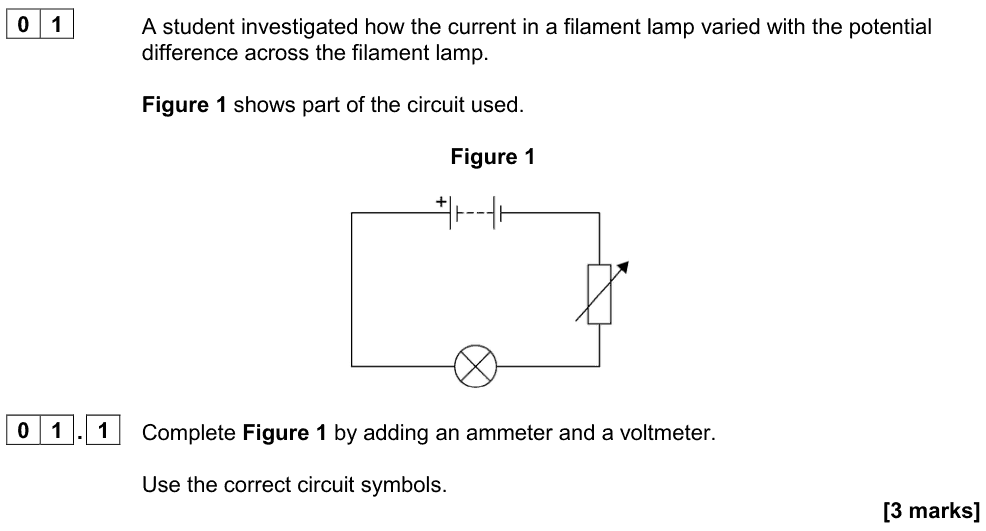 0 1 A student investigated how the current in a filament lamp varied with the potential
difference across the filament lamp.
Figure 1 shows part of the circuit used.
Figure 1
+
0 1 . 1 Complete Figure 1 by adding an ammeter and a voltmeter.
Use the correct circuit symbols.
[3 marks]